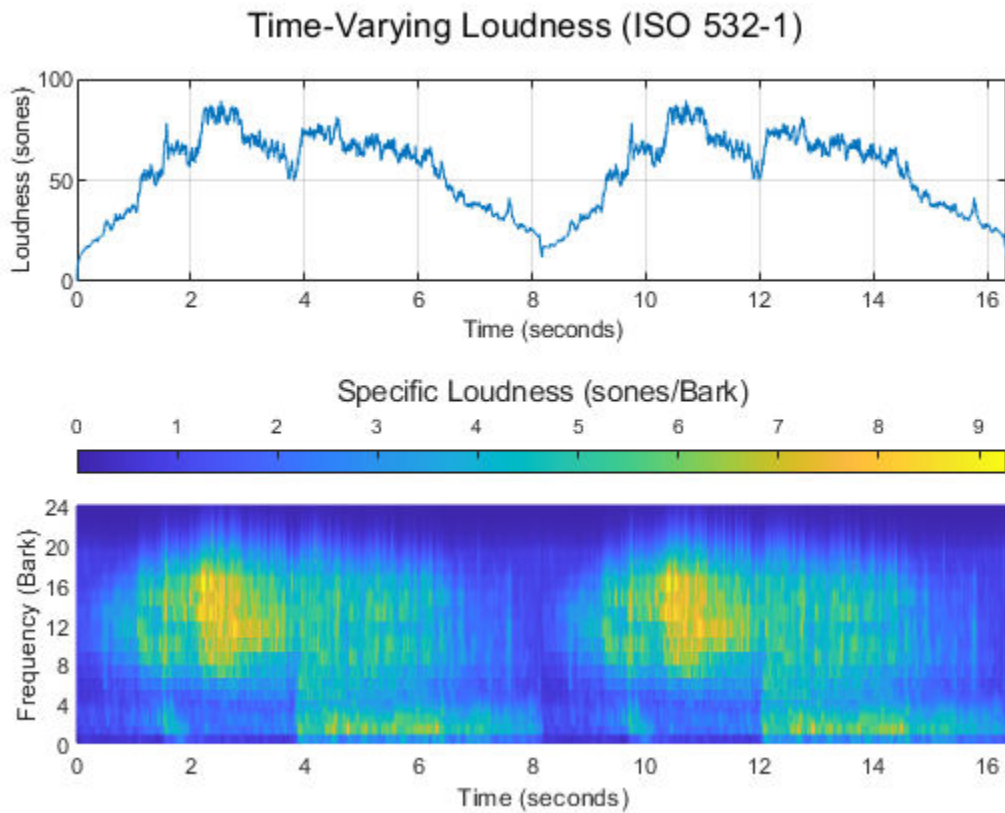 Time-Varying Loudness (ISO 532-1)
100
50
0
Loudness (sones)
0 2 4 6 8 10 12 14 16
Time (seconds)
Specific Loudness (sones/Bark)
0 1 2 3 4 5 6 7 8 9
24
20
16
12
8
4
0
Frequency (Bark)
0 2 4 6 8 10 12 14 16
Time (seconds)